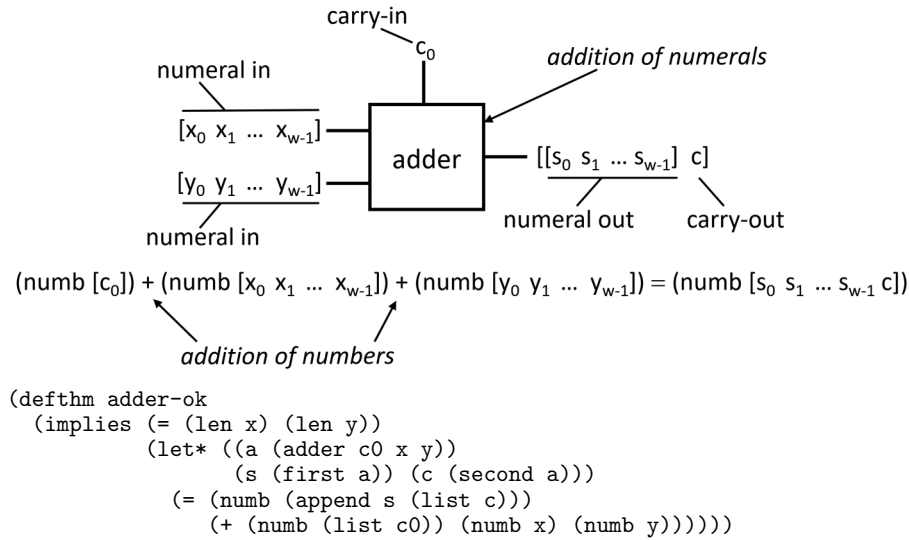 carry-in
c0
addition of numerals
numeral in
[x0 x1 … xw-1]
adder
[[s0 s1 … sw-1] c]
[y0 y1 … yw-1]
numeral out
carry-out
numeral in
(numb [c0]) + (numb [x0 x1 … xw-1]) + (numb [y0 y1 … yw-1]) = (numb [s0 s1 … sw-1 c])
addition of numbers
(defthm adder-ok
  (implies (= (len x) (len y))
           (let* ((a (adder c0 x y))
                  (s (first a)) (c (second a)))
             (= (numb (append s (list c)))
                (+ (numb (list c0)) (numb x) (numb y))))))